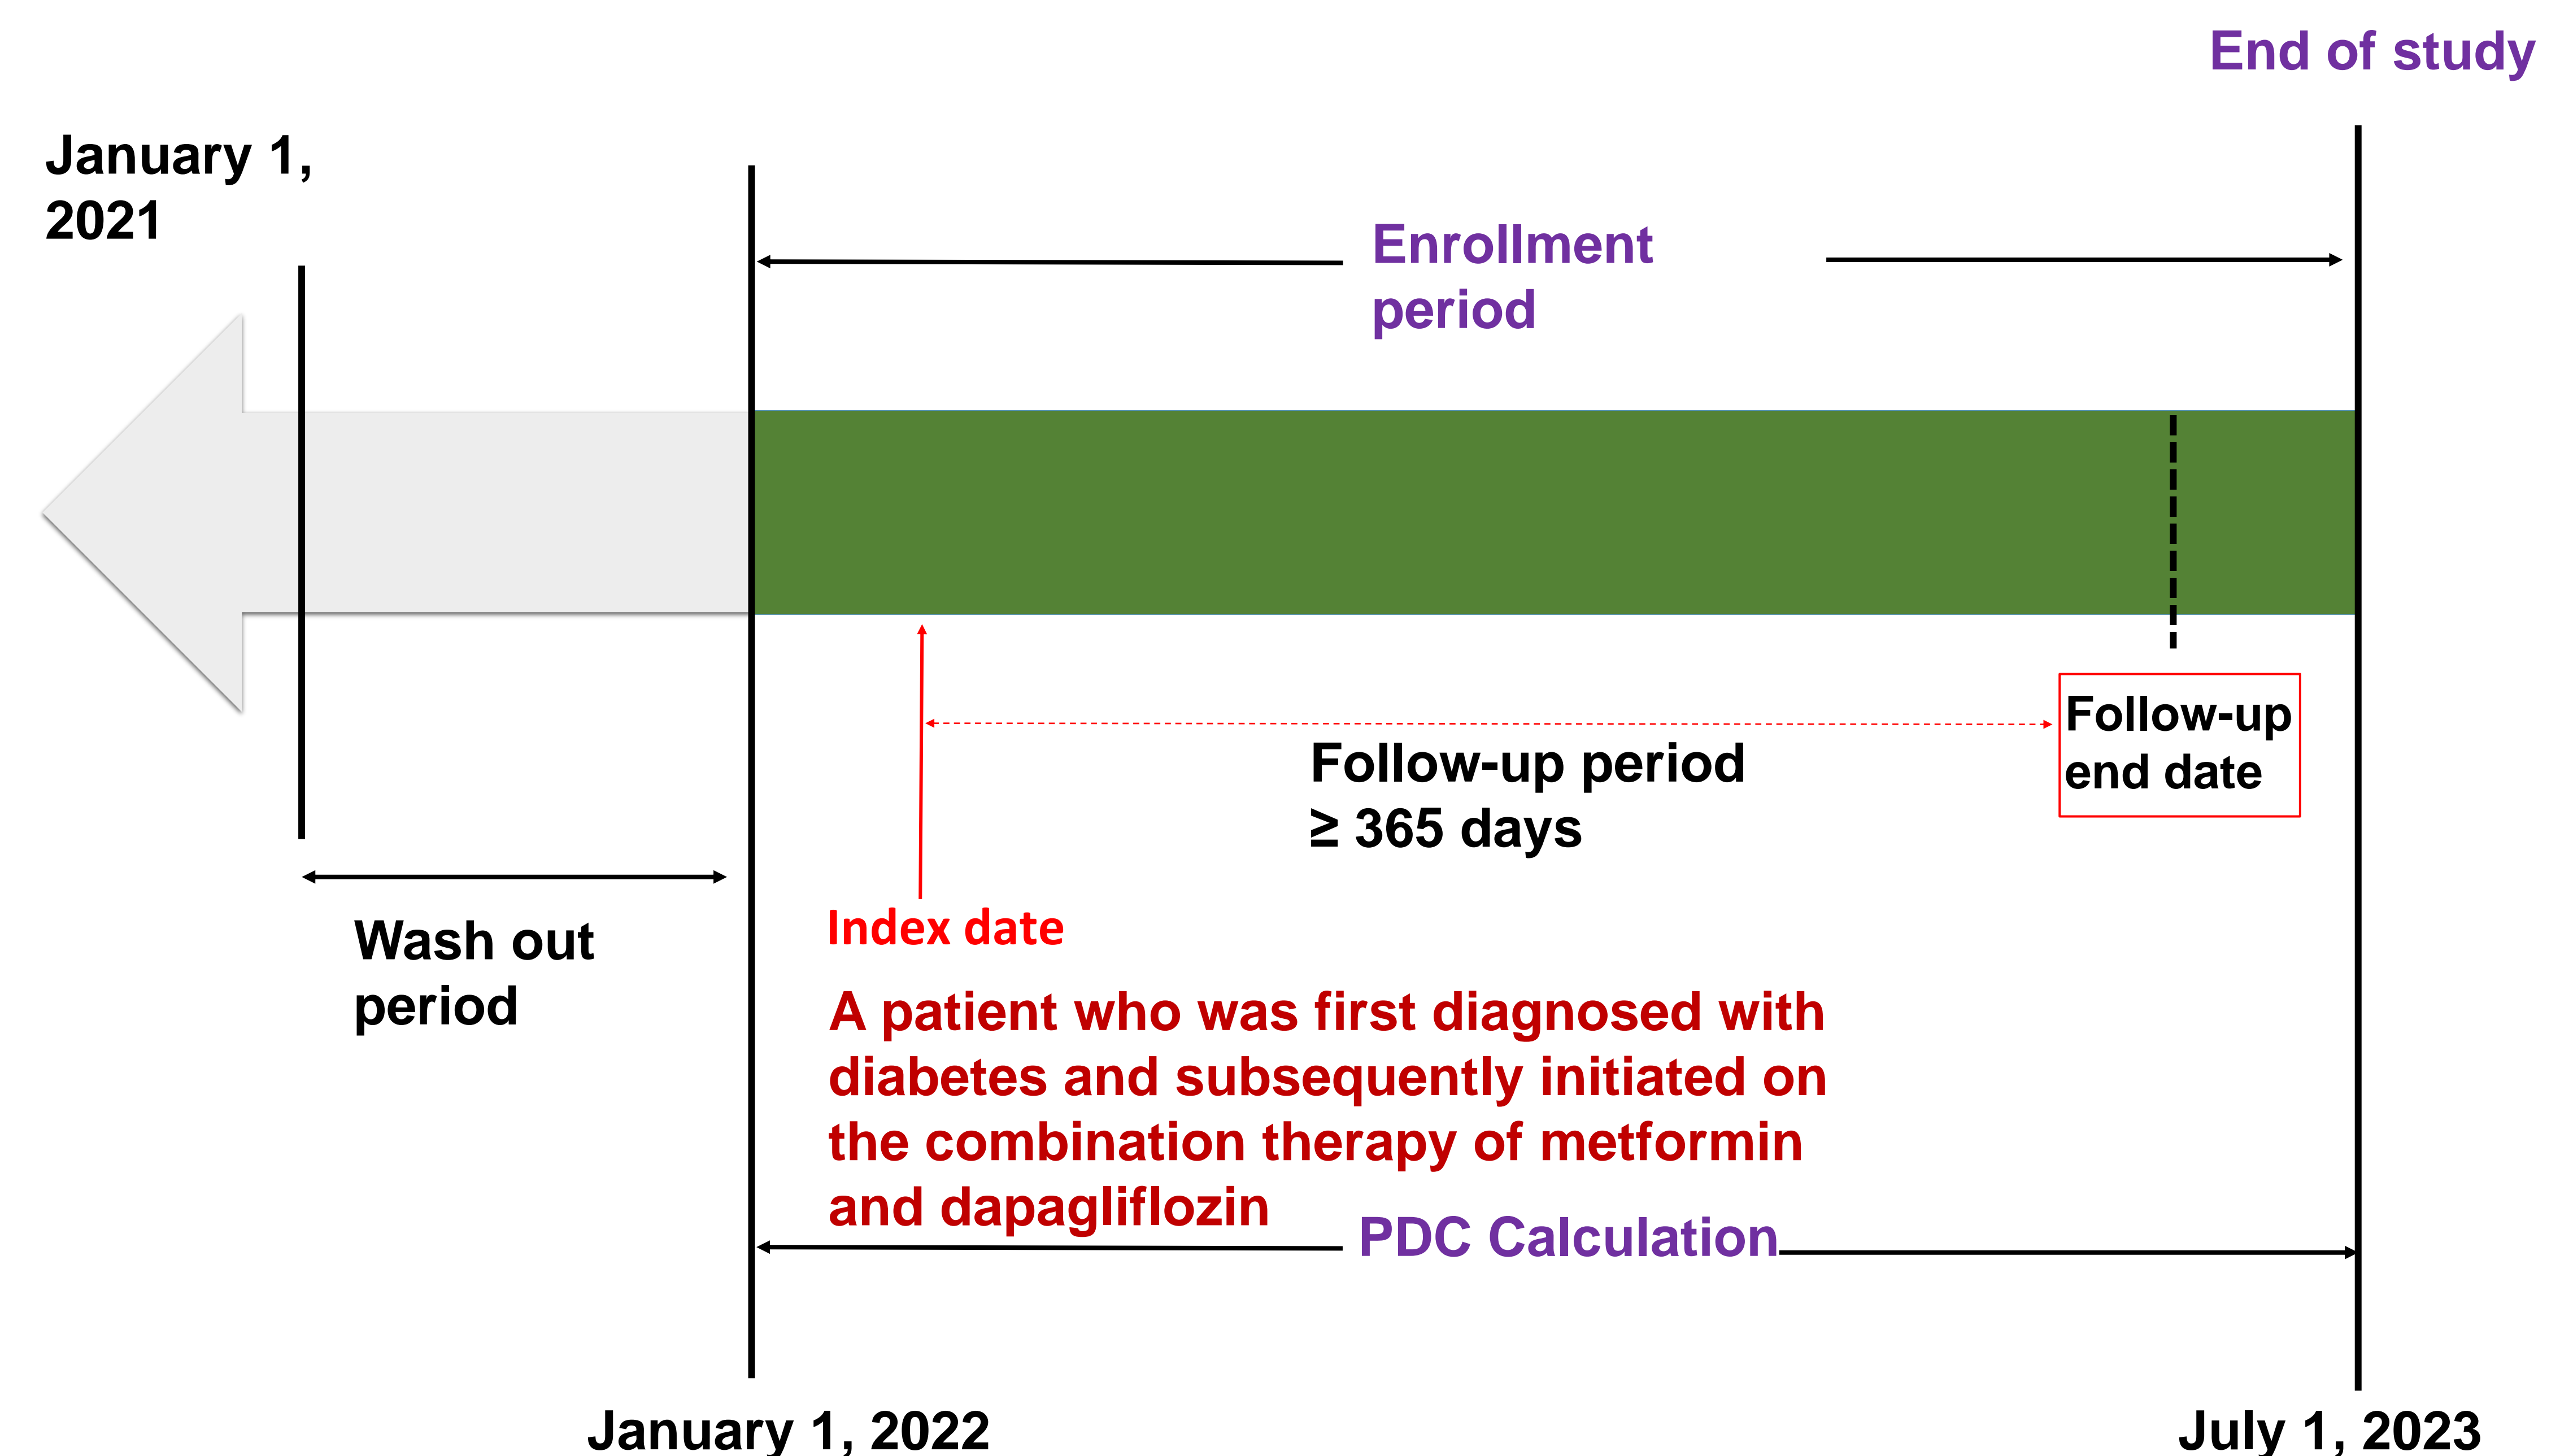 End of study
January 1,
2021
Enrollment
period
Follow-up
end date
Follow-up period
≥ 365 days
Index date
Wash out
period
A patient who was first diagnosed with
diabetes and subsequently initiated on
the combination therapy of metformin
and dapagliflozin
PDC Calculation
January 1, 2022
July 1, 2023